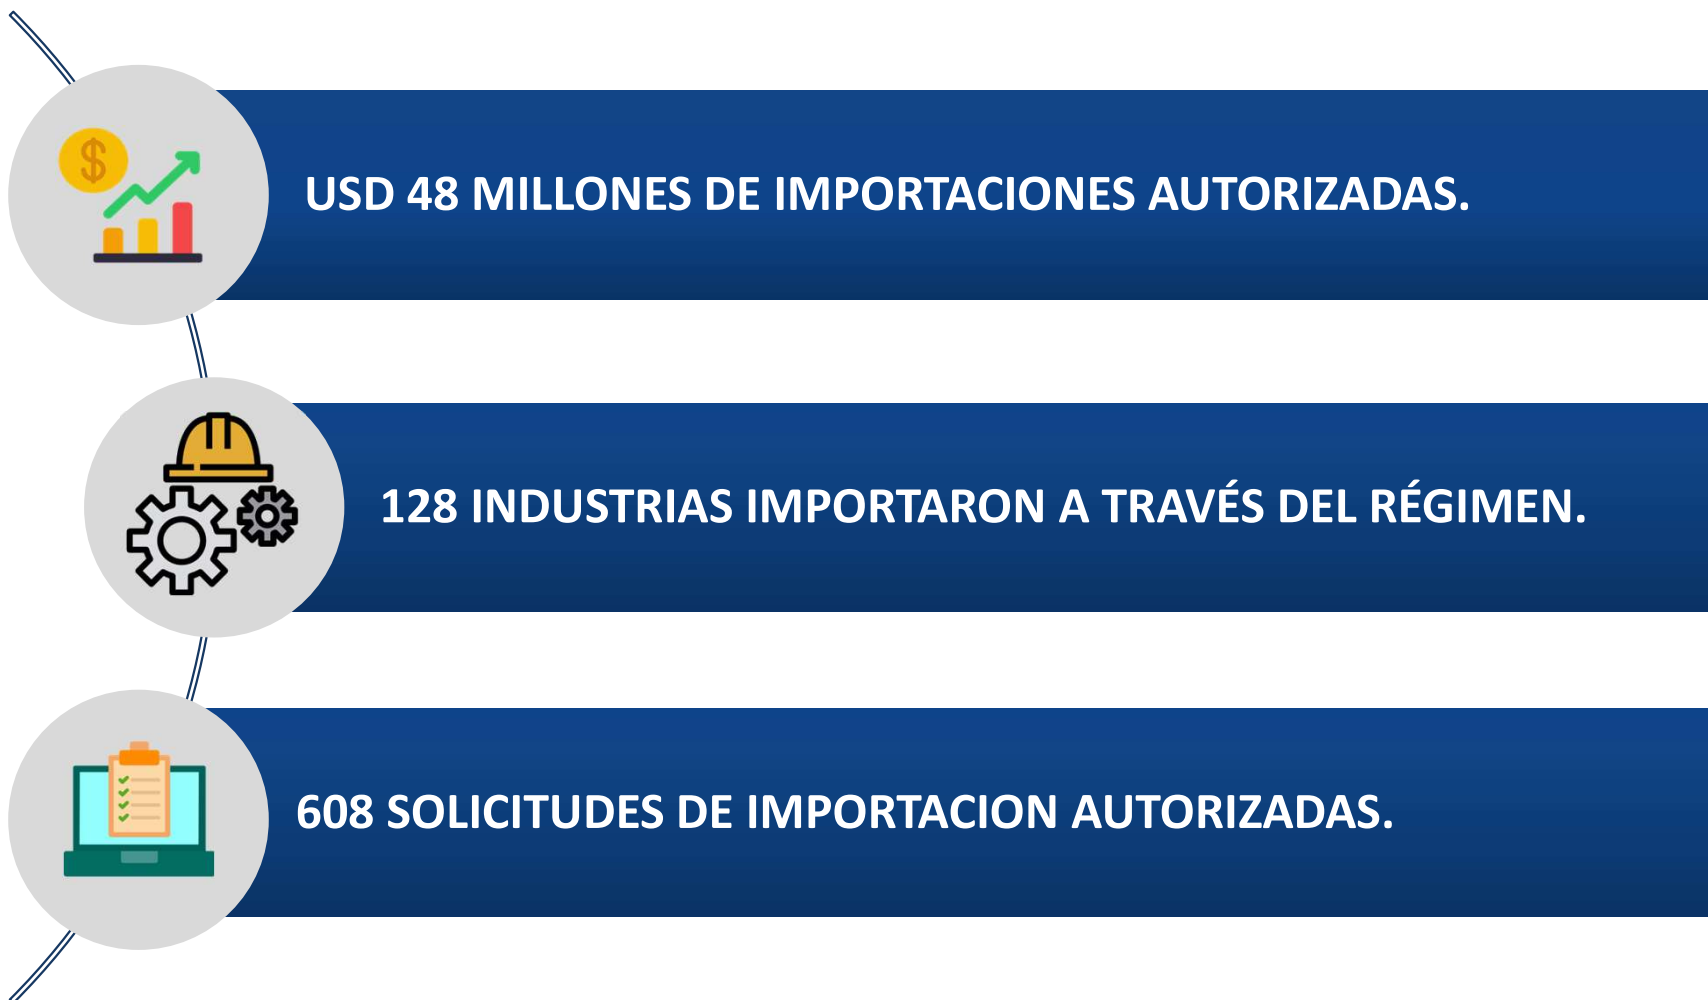 USD 48 MILLONES DE IMPORTACIONES AUTORIZADAS.
128 INDUSTRIAS IMPORTARON A TRAVÉS DEL RÉGIMEN.
608 SOLICITUDES DE IMPORTACION AUTORIZADAS.